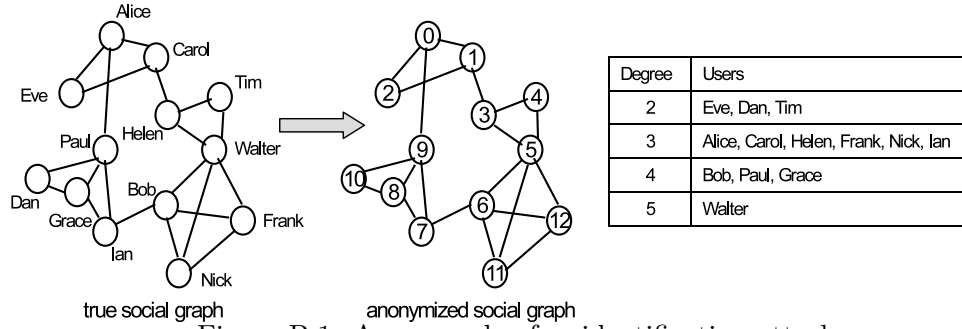 Alice
Carol
Eve
Tim
Helen
Paul
Walter
Dan
Bob
Grace
Frank
Ian
Nick
true social graph
0
1
2
4
3
9
5
10
8
6
12
7
11
anonymized social graph
Degree Users
2 Eve, Dan, Tim
3 Alice, Carol, Helen, Frank, Nick, Ian
4 Bob, Paul, Grace
5 Walter